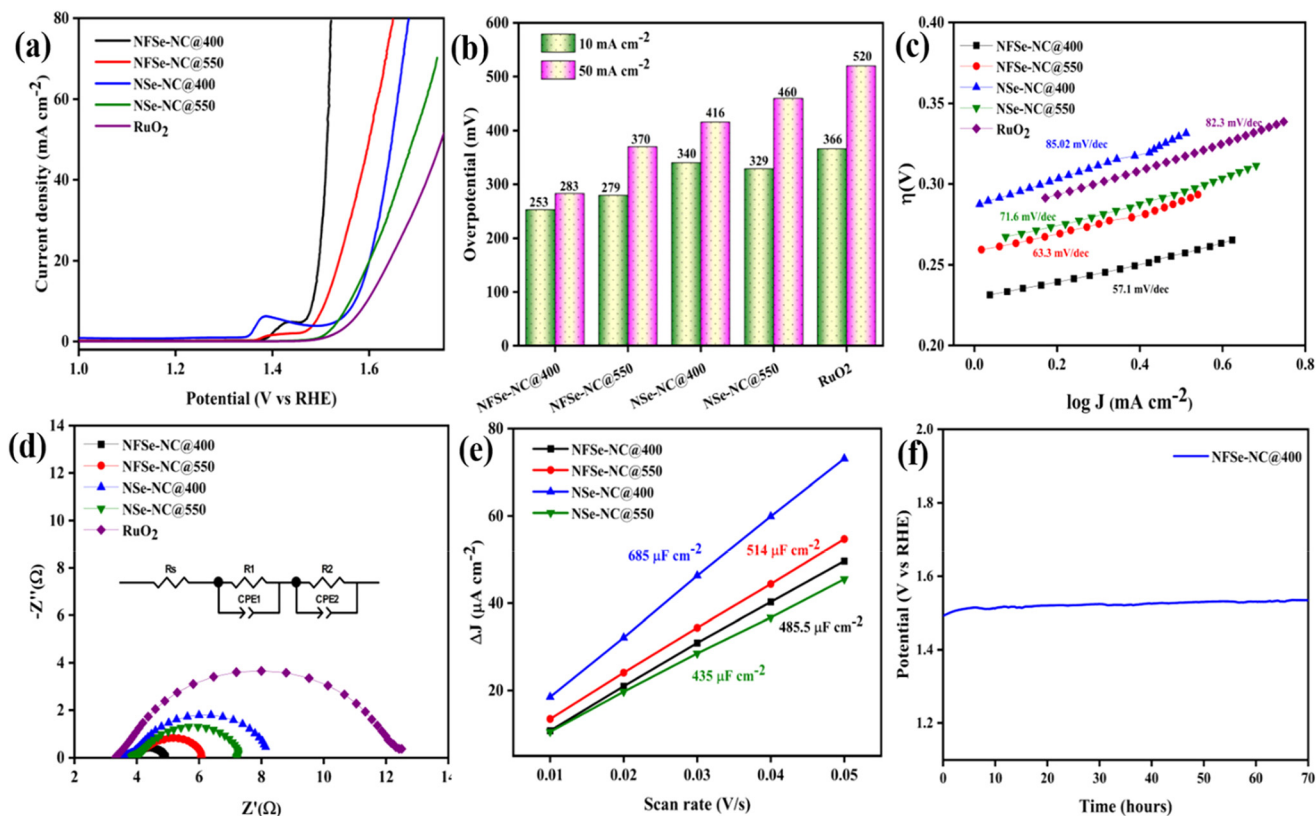 (a)
80
60
40
20
0
Current density (mA cm-2)
NFSe-NC@400
NFSe-NC@550
NSe-NC@400
NSe-NC@550
RuO2
1.0
1.2
1.4
1.6
Potential (V vs RHE)
(b)
600
500
400
300
200
100
0
Overpotential (mV)
10 mA cm-2
50 mA cm-2
253
283
279
370
340
416
329
460
366
520
NFSe-NC@400
NFSe-NC@550
NSe-NC@400
NSe-NC@550
RuO2
(c)
0.40
0.35
0.30
0.25
0.20
η(V)
NFSe-NC@400
NFSe-NC@550
NSe-NC@400
NSe-NC@550
RuO2
82.3 mV/dec
85.02 mV/dec
71.6 mV/dec
63.3 mV/dec
57.1 mV/dec
0.0
0.2
0.4
0.6
0.8
log J (mA cm-2)
(d)
14
12
10
8
6
4
2
0
-Z''(Ω)
NFSe-NC@400
NFSe-NC@550
NSe-NC@400
NSe-NC@550
RuO2
Rs
R1
R2
CPE1
CPE2
2
4
6
8
10
12
14
Z'(Ω)
(e)
80
60
40
20
ΔJ (μA cm-2)
NFSe-NC@400
NFSe-NC@550
NSe-NC@400
NSe-NC@550
685 μF cm-2
514 μF cm-2
485.5 μF cm-2
435 μF cm-2
0.01
0.02
0.03
0.04
0.05
Scan rate (V/s)
(f)
2.0
1.8
1.6
1.4
1.2
Potential (V vs RHE)
NFSe-NC@400
0
10
20
30
40
50
60
70
Time (hours)